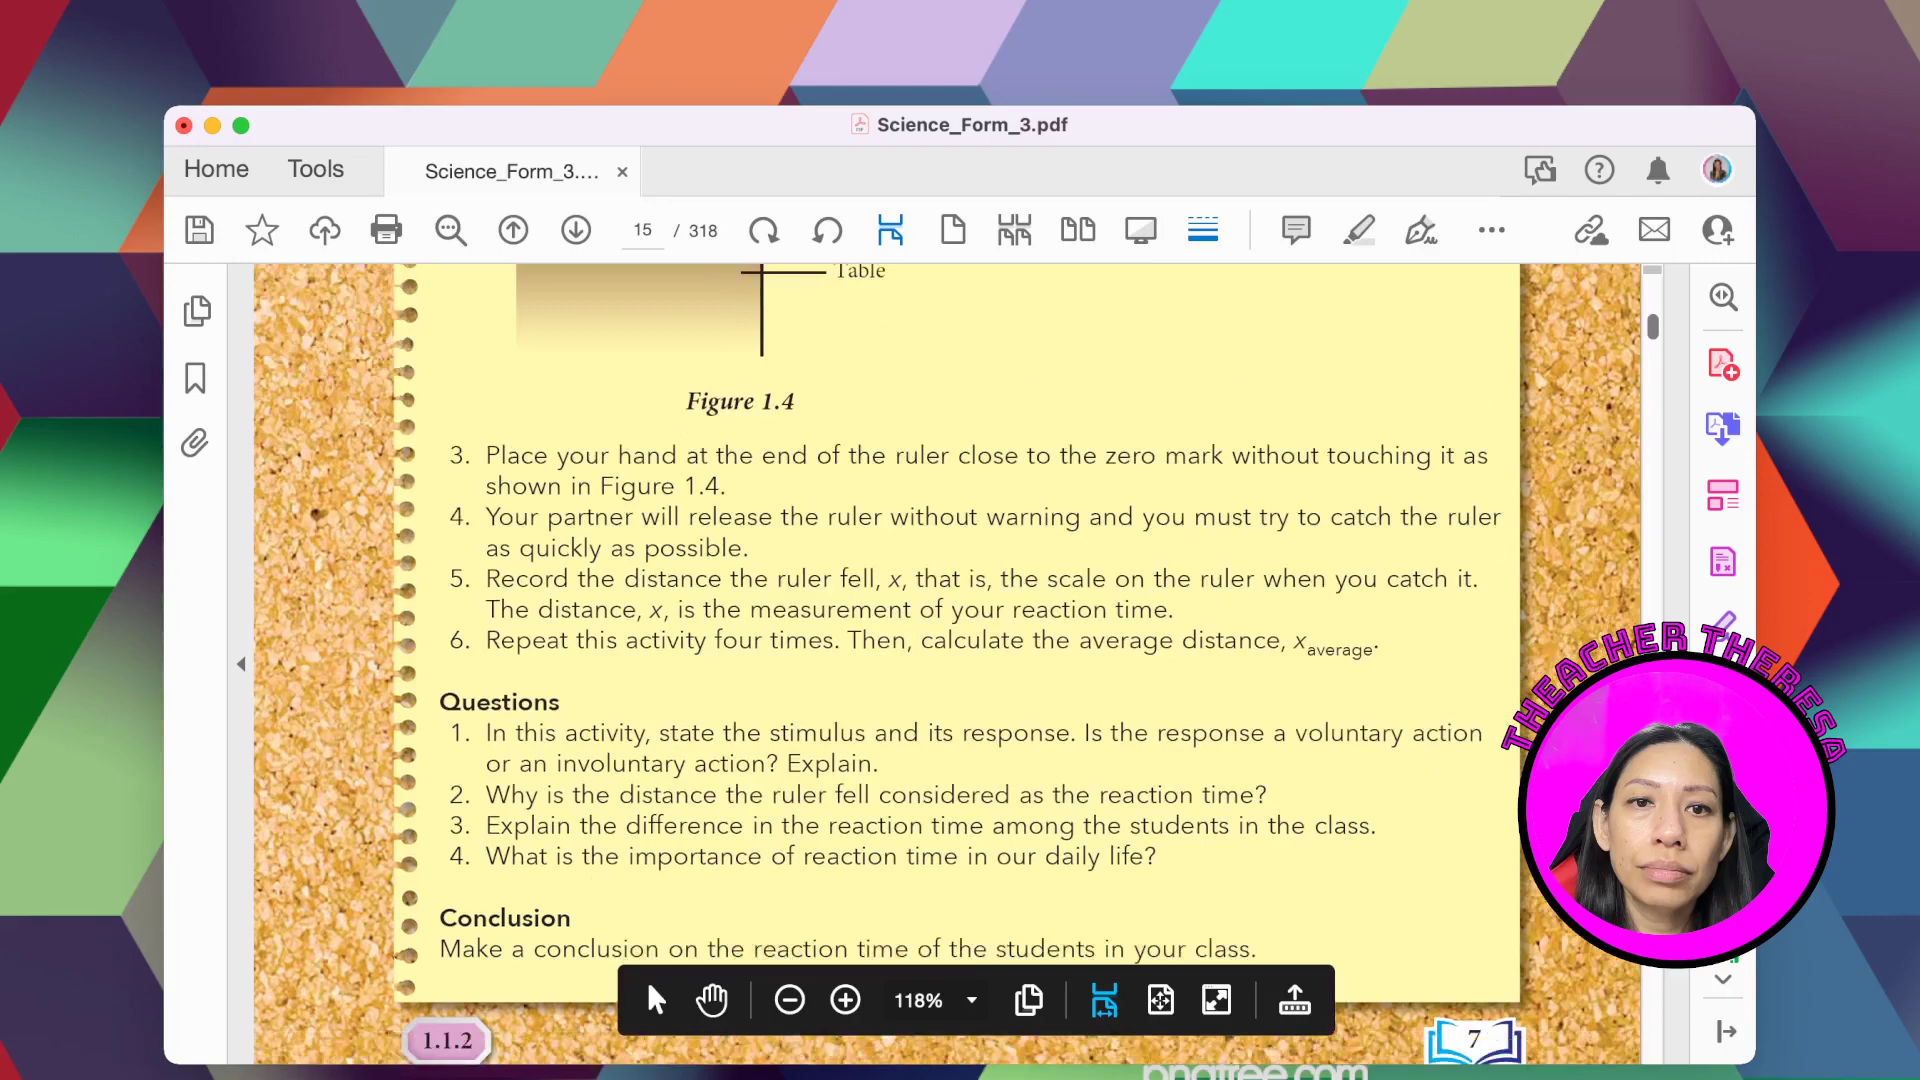 Science_Form_3.pdf
Home
Tools
Science_Form_3....
15 / 318
Table
Figure 1.4
3. Place your hand at the end of the ruler close to the zero mark without touching it as
shown in Figure 1.4.
4. Your partner will release the ruler without warning and you must try to catch the ruler
as quickly as possible.
5. Record the distance the ruler fell, x, that is, the scale on the ruler when you catch it.
The distance, x, is the measurement of your reaction time.
6. Repeat this activity four times. Then, calculate the average distance, xaverage.
THEACHER THERESA
Questions
1. In this activity, state the stimulus and its response. Is the response a voluntary action
or an involuntary action? Explain.
2. Why is the distance the ruler fell considered as the reaction time?
3. Explain the difference in the reaction time among the students in the class.
4. What is the importance of reaction time in our daily life?
Conclusion
Make a conclusion on the reaction time of the students in your class.
118%
1.1.2
7
pngtree.com